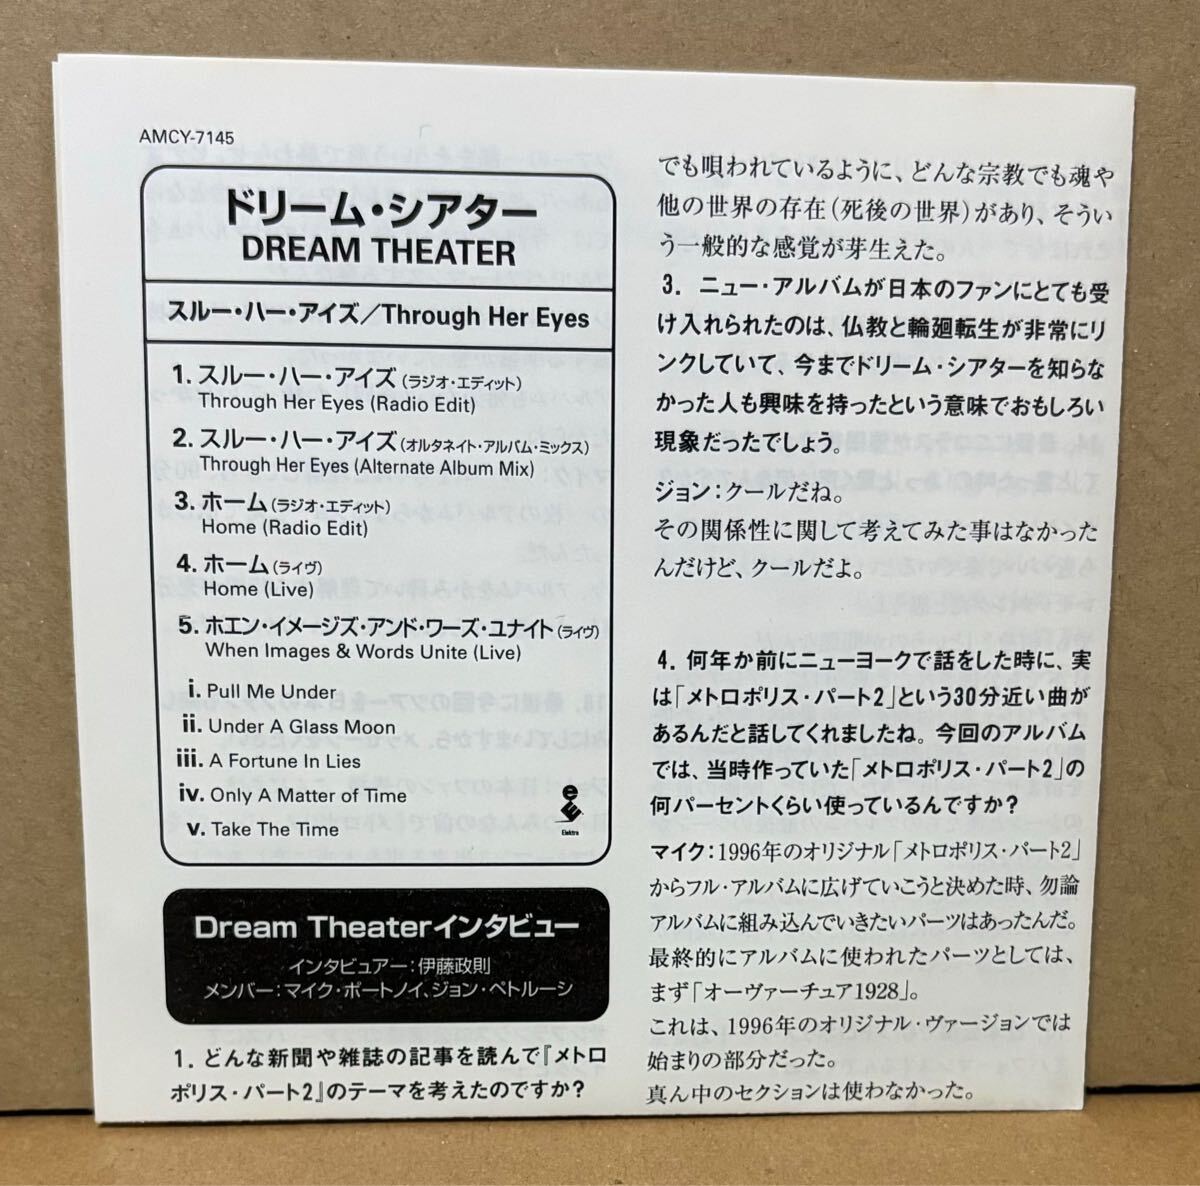 AMCY-7145
ドリーム・シアター
DREAM THEATER
スルー・ハー・アイズ／Through Her Eyes
1. スルー・ハー・アイズ（ラジオ・エディット）
Through Her Eyes (Radio Edit)
2. スルー・ハー・アイズ（オルタネイト・アルバム・ミックス）
Through Her Eyes (Alternate Album Mix)
3. ホーム（ラジオ・エディット）
Home (Radio Edit)
4. ホーム（ライヴ）
Home (Live)
5. ホエン・イメージズ・アンド・ワーズ・ユナイト（ライヴ）
When Images & Words Unite (Live)
i. Pull Me Under
ii. Under A Glass Moon
iii. A Fortune In Lies
iv. Only A Matter of Time
v. Take The Time
Elektra
Dream Theaterインタビュー
インタビュアー：伊藤政則
メンバー：マイク・ポートノイ、ジョン・ペトルーシ
1. どんな新聞や雑誌の記事を読んで『メトロ
ポリス・パート2』のテーマを考えたのですか？
でも唄われているように、どんな宗教でも魂や
他の世界の存在（死後の世界）があり、そうい
う一般的な感覚が芽生えた。
3. ニュー・アルバムが日本のファンにとても受
け入れられたのは、仏教と輪廻転生が非常にリ
ンクしていて、今までドリーム・シアターを知らな
かった人も興味を持ったという意味でおもしろい
現象だったでしょう。
ジョン：クールだね。
その関係性に関して考えてみた事はなかった
んだけど、クールだよ。
4. 何年か前にニューヨークで話をした時に、実
は「メトロポリス・パート2」という30分近い曲が
あるんだと話してくれましたね。今回のアルバム
では、当時作っていた「メトロポリス・パート2」の
何パーセントくらい使っているんですか？
マイク：1996年のオリジナル「メトロポリス・パート2」
からフル・アルバムに広げていこうと決めた時、勿論
アルバムに組み込んでいきたいパーツはあったんだ。
最終的にアルバムに使われたパーツとしては、
まず「オーヴァーチュア1928」。
これは、1996年のオリジナル・ヴァージョンでは
始まりの部分だった。
真ん中のセクションは使わなかった。